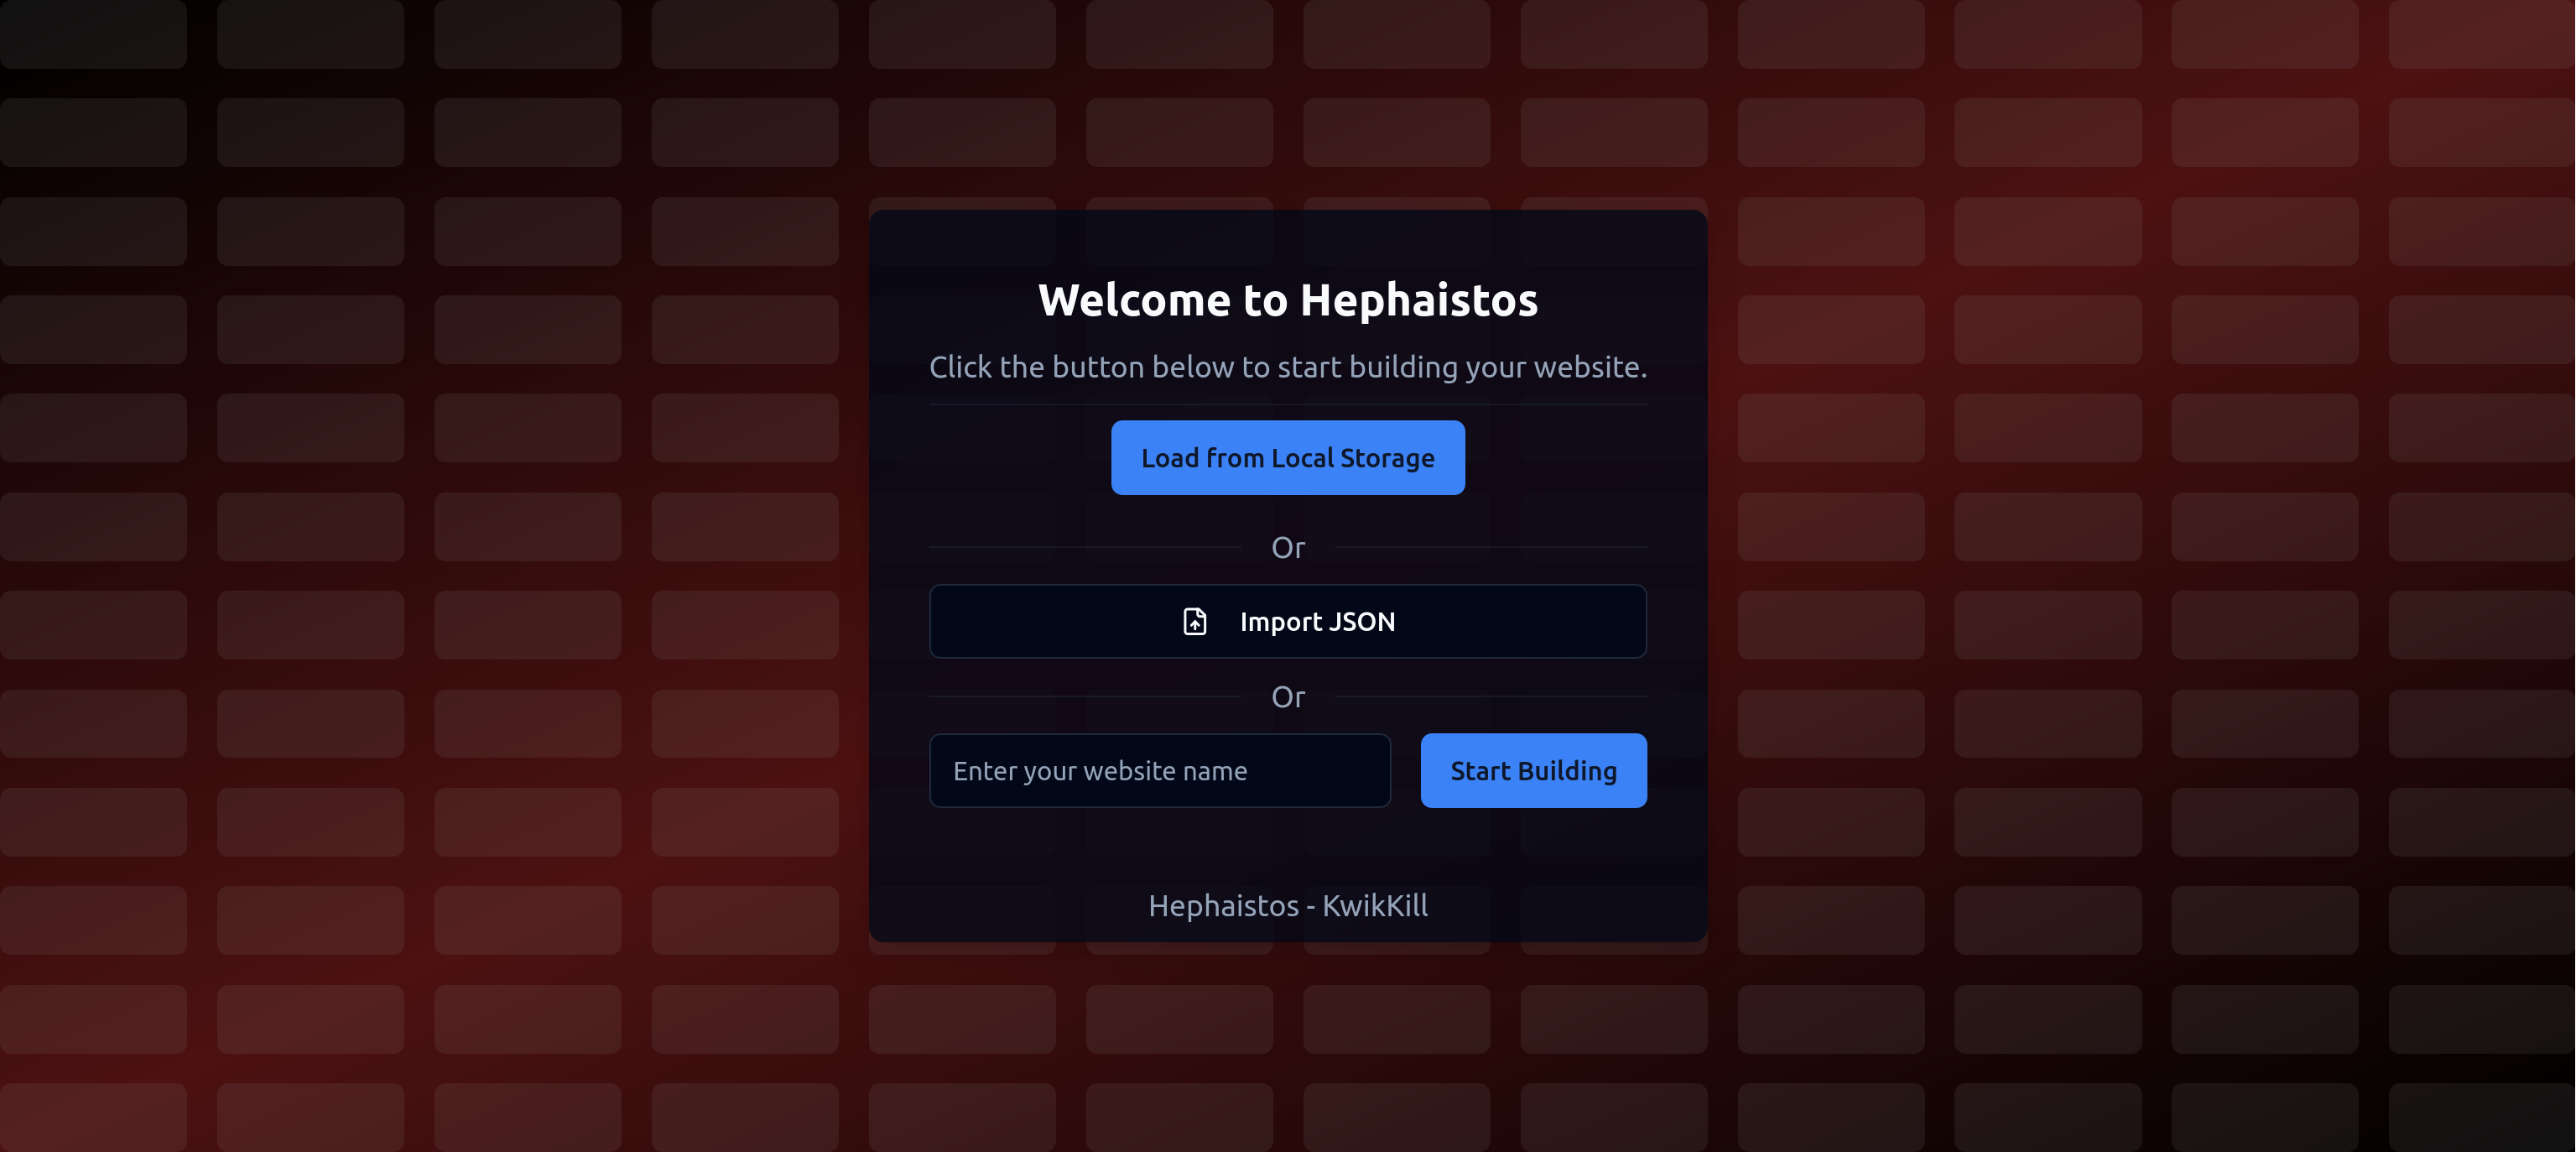 Welcome to Hephaistos
Click the button below to start building your website.
Load from Local Storage
Or
Import JSON
Or
Enter your website name
Start Building
Hephaistos - KwikKill